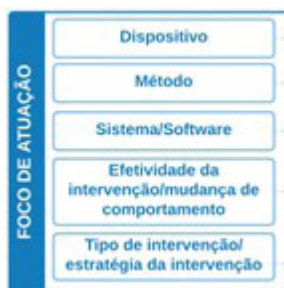 FOCO DE ATUAÇÃO
Dispositivo
Método
Sistema/Software
Efetividade da
intervenção/mudança de
comportamento
Tipo de intervenção/
estratégia da intervenção